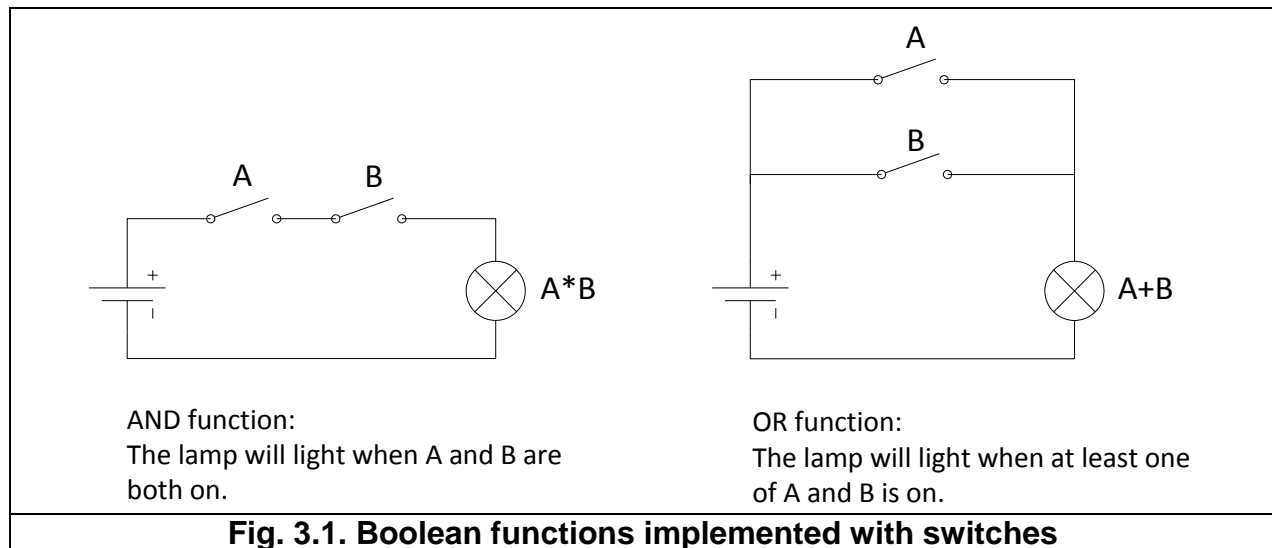 A
B
+
A*B
AND function:
The lamp will light when A and B are
both on.
A
B
+
A+B
OR function:
The lamp will light when at least one
of A and B is on.
Fig. 3.1. Boolean functions implemented with switches